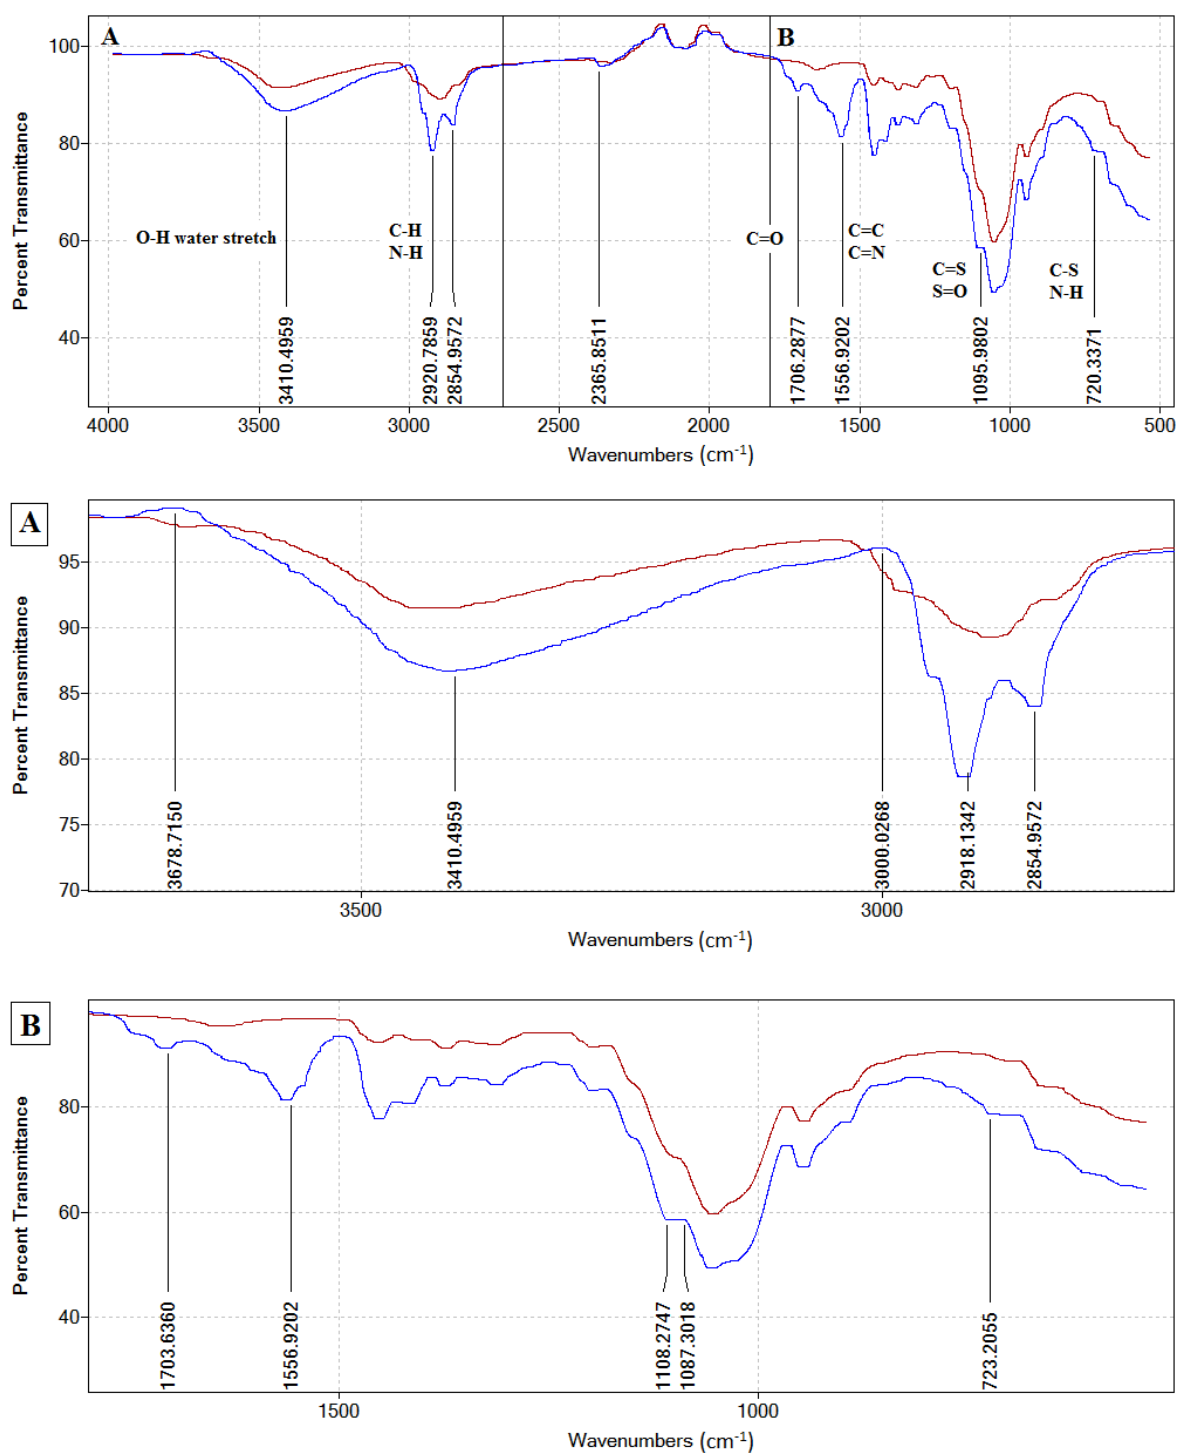 A
B
100
80
60
40
Percent Transmittance
O-H water stretch
C-H
N-H
C=O
C=C
C=N
C=S
S=O
C-S
N-H
3410.4959
2920.7859
2854.9572
2365.8511
1706.2877
1556.9202
1095.9802
720.3371
4000 3500 3000 2500 2000 1500 1000 500
Wavenumbers (cm-1)
A
95
90
85
80
75
70
Percent Transmittance
3678.7150
3410.4959
3000.0268
2918.1342
2854.9572
3500 3000
Wavenumbers (cm-1)
B
80
60
40
Percent Transmittance
1703.6360
1556.9202
1108.2747
1087.3018
723.2055
1500 1000
Wavenumbers (cm-1)